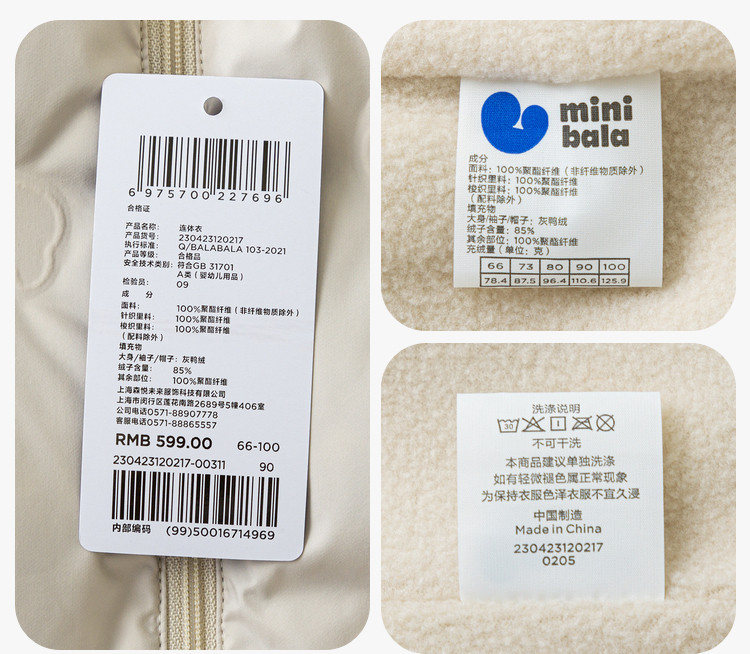 6 975700 227696
合格证
产品名称： 连体衣
产品货号： 230423120217
执行标准： Q/BALABALA 103-2021
产品等级： 合格品
安全技术类别： 符合GB 31701
A类（婴幼儿用品）
检验员： 09
成 分
面料： 100%聚酯纤维（非纤维物质除外）
针织里料： 100%聚酯纤维
梭织里料： 100%聚酯纤维
（配料除外）
填充物
大身/袖子/帽子：灰鸭绒
绒子含量： 85%
其余部位： 100%聚酯纤维
上海森悦未来服饰科技有限公司
上海市闵行区莲花南路2689号5幢406室
公司电话0571-88907778
客服电话0571-88865557
RMB 599.00 66-100
230423120217-00311 90
内部编码 (99)50016714969
mini
bala
成分
面料：100%聚酯纤维（非纤维物质除外）
针织里料：100%聚酯纤维
梭织里料：100%聚酯纤维
（配料除外）
填充物
大身/袖子/帽子：灰鸭绒
绒子含量：85%
其余部位：100%聚酯纤维
充绒量（单位：克）
66 73 80 90 100
78.4 87.5 96.4 110.6 125.9
洗涤说明
30
不可干洗
本商品建议单独洗涤
如有轻微褪色属正常现象
为保持衣服色泽衣服不宜久浸
中国制造
Made in China
230423120217
0205